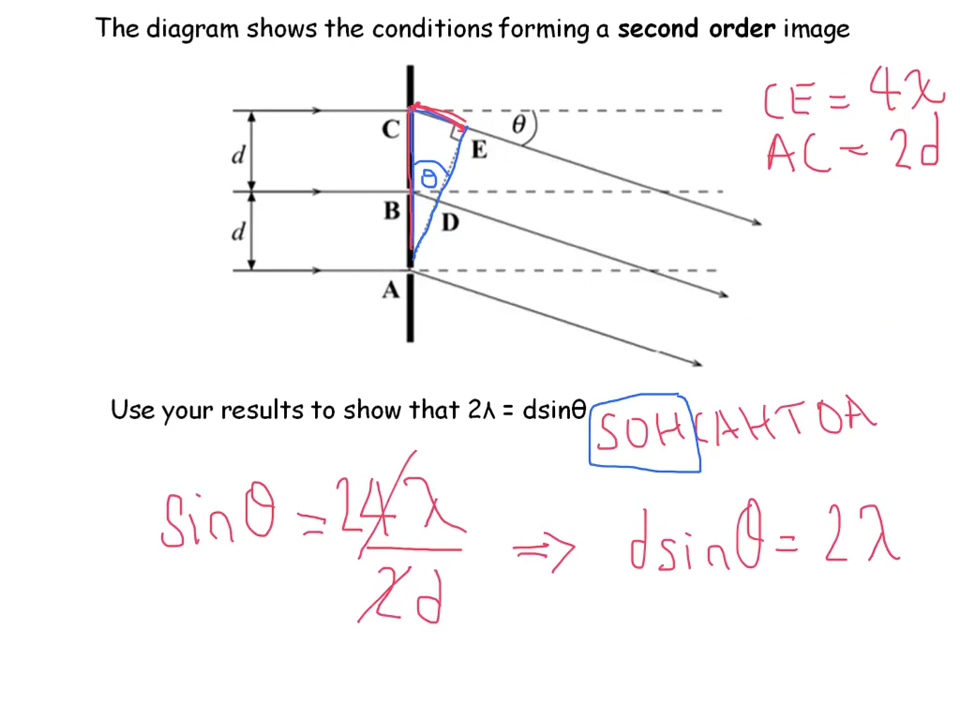 The diagram shows the conditions forming a second order image
CE = 4λ
AC = 2d
C
θ
E
d
θ
B
D
d
A
Use your results to show that 2λ = dsinθ
SOHCAHTOA
sinθ = 24λ
2d
⇒ dsinθ = 2λ